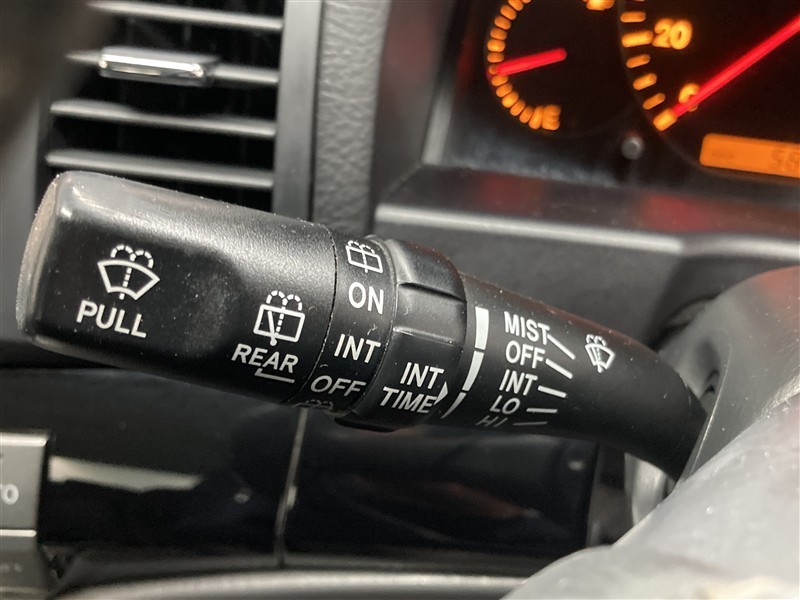 PULL
REAR
ON
INT
OFF
INT
TIME
MIST
OFF
INT
LO
HI
20
E